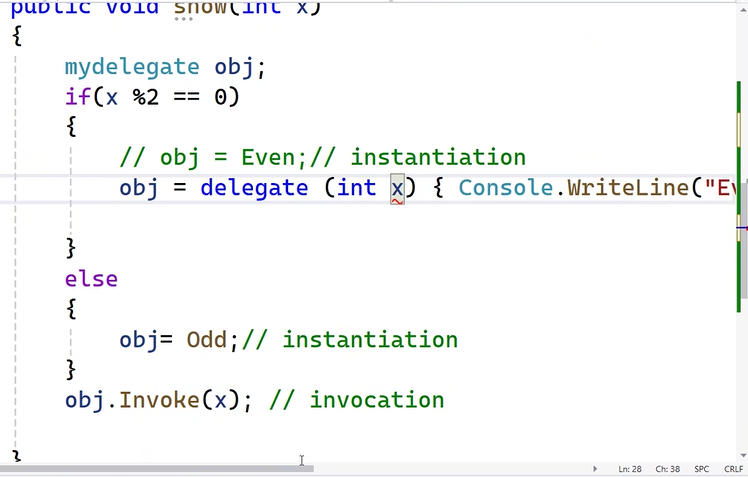 public void show(int x)
{
mydelegate obj;
if(x %2 == 0)
{
// obj = Even;// instantiation
obj = delegate (int x) { Console.WriteLine("Ev
}
else
{
obj= Odd;// instantiation
}
obj.Invoke(x); // invocation
}
Ln: 28 Ch: 38 SPC CRLF